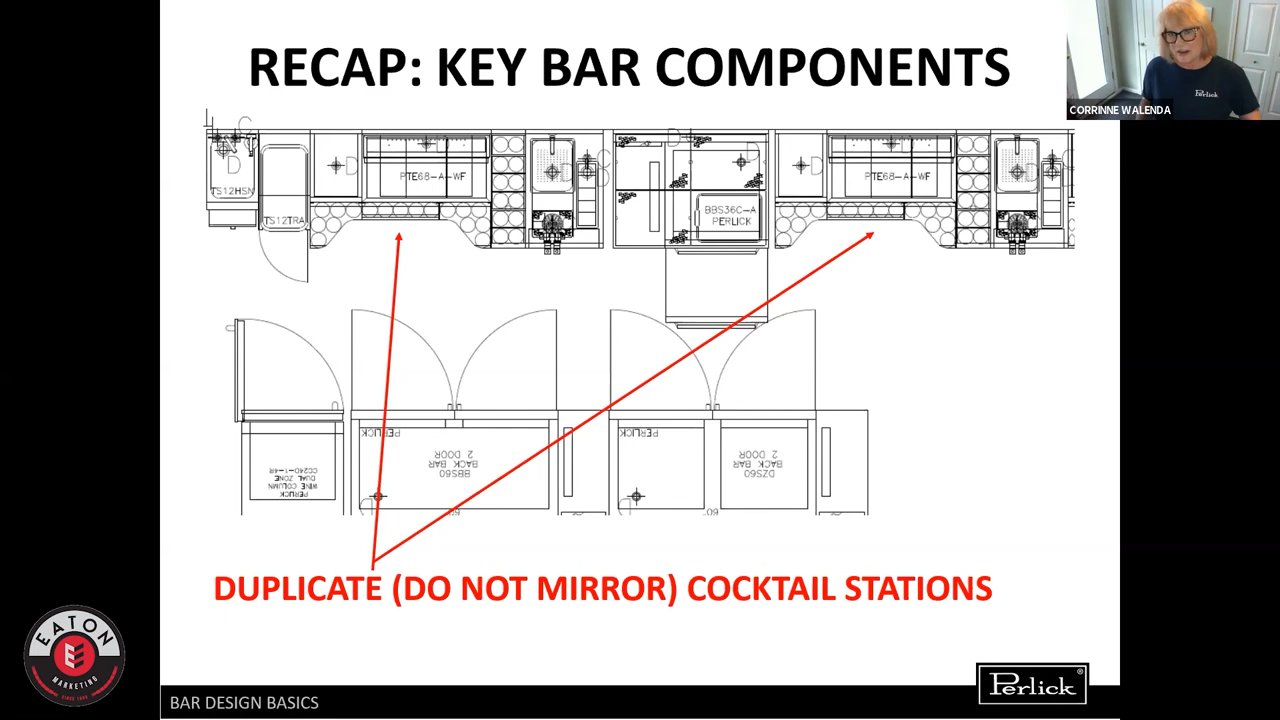 RECAP: KEY BAR COMPONENTS
CORRINNE WALENDA
Perlick
TS12HSN
TS12TRA
PTE68-A-WF
BBS36C-A
PERLICK
PTE68-A-WF
PERLICK
WINE COLUMN
DUAL ZONE
CC24D-1-4R
PERLICK
BBS60
BACK BAR
2 DOOR
PERLICK
DZS60
BACK BAR
2 DOOR
DUPLICATE (DO NOT MIRROR) COCKTAIL STATIONS
EATON
MARKETING
BAR DESIGN BASICS
Perlick®